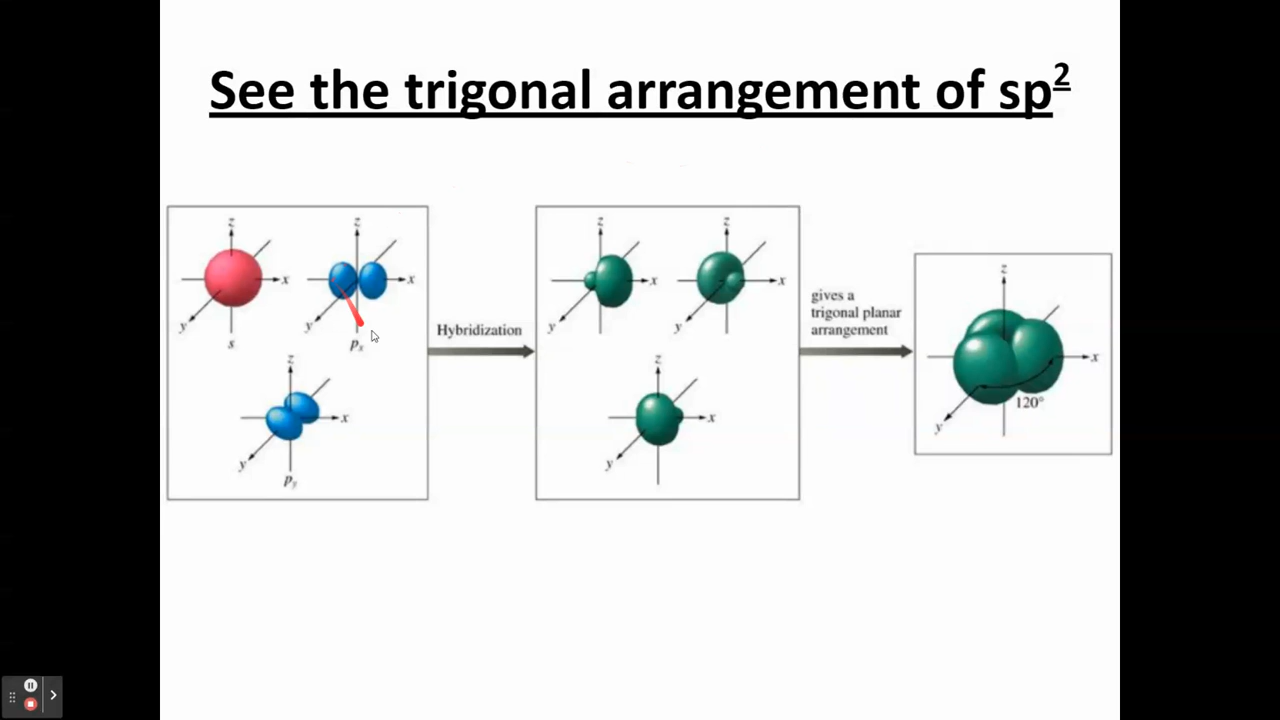 See the trigonal arrangement of sp²
z
x
y
s
z
x
y
pₓ
z
x
y
p_y
Hybridization
z
x
y
z
x
y
z
x
y
gives a
trigonal planar
arrangement
z
x
y
120°